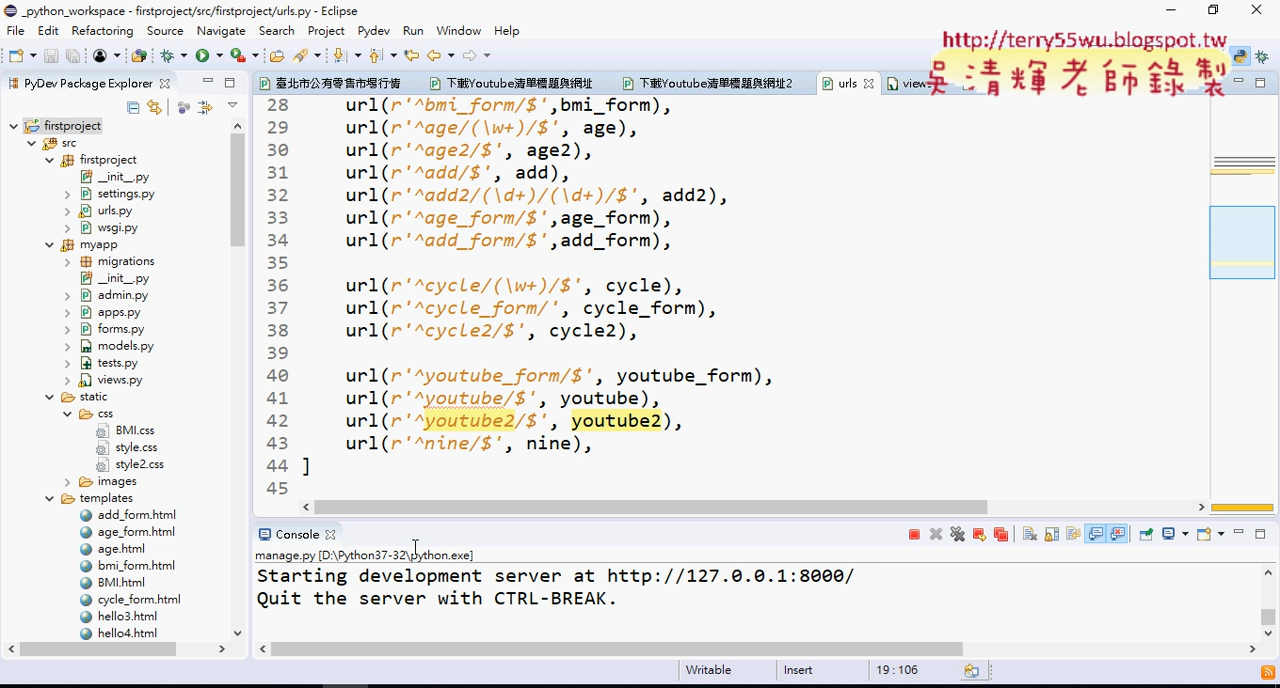 _python_workspace - firstproject/src/firstproject/urls.py - Eclipse
File Edit Refactoring Source Navigate Search Project Pydev Run Window Help
http://terry55wu.blogspot.tw
吳清輝老師錄製
PyDev Package Explorer
臺北市公有零售市場行情
下載Youtube清單標題與網址
下載Youtube清單標題與網址2
urls
firstproject
src
firstproject
__init__.py
settings.py
urls.py
wsgi.py
myapp
migrations
__init__.py
admin.py
apps.py
forms.py
models.py
tests.py
views.py
static
css
BMI.css
style.css
style2.css
images
templates
add_form.html
age_form.html
age.html
bmi_form.html
BMI.html
cycle_form.html
hello3.html
hello4.html
28 url(r'^bmi_form/$',bmi_form),
29 url(r'^age/(\w+)/$', age),
30 url(r'^age2/$', age2),
31 url(r'^add/$', add),
32 url(r'^add2/(\d+)/(\d+)/$', add2),
33 url(r'^age_form/$',age_form),
34 url(r'^add_form/$',add_form),
35
36 url(r'^cycle/(\w+)/$', cycle),
37 url(r'^cycle_form/', cycle_form),
38 url(r'^cycle2/$', cycle2),
39
40 url(r'^youtube_form/$', youtube_form),
41 url(r'^youtube/$', youtube),
42 url(r'^youtube2/$', youtube2),
43 url(r'^nine/$', nine),
44 ]
45
Console
manage.py [D:\Python37-32\python.exe]
Starting development server at http://127.0.0.1:8000/
Quit the server with CTRL-BREAK.
Writable Insert 19 : 106